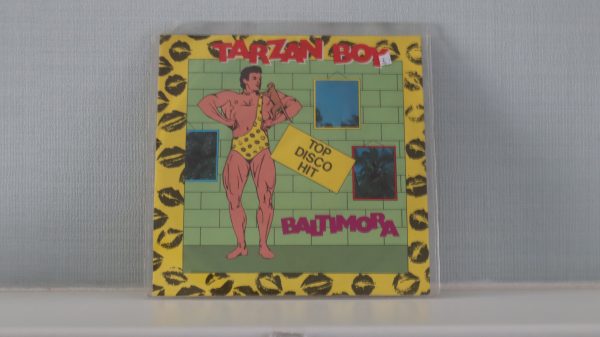 TARZAN BOY
TOP
DISCO
HIT
BALTIMORA